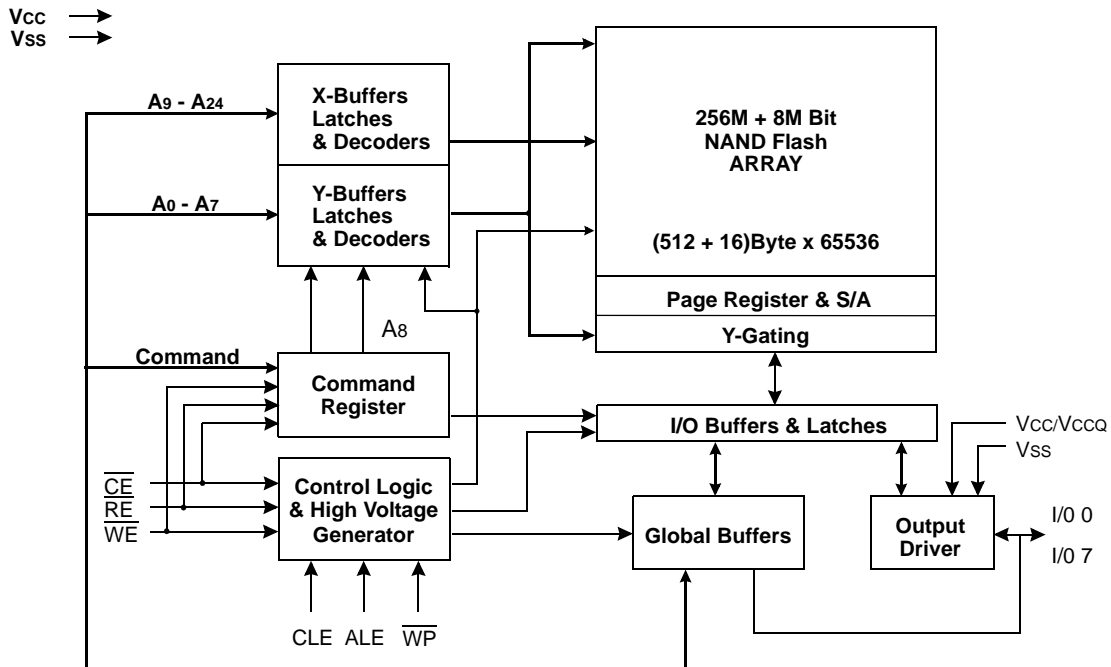 VCC
VSS
A9 - A24
X-Buffers
Latches
& Decoders
A0 - A7
Y-Buffers
Latches
& Decoders
256M + 8M Bit
NAND Flash
ARRAY
(512 + 16)Byte x 65536
Page Register & S/A
Y-Gating
A8
Command
Command
Register
I/O Buffers & Latches
VCC/VCCQ
VSS
CE
RE
WE
Control Logic
& High Voltage
Generator
Global Buffers
Output
Driver
I/0 0
I/0 7
CLE
ALE
WP